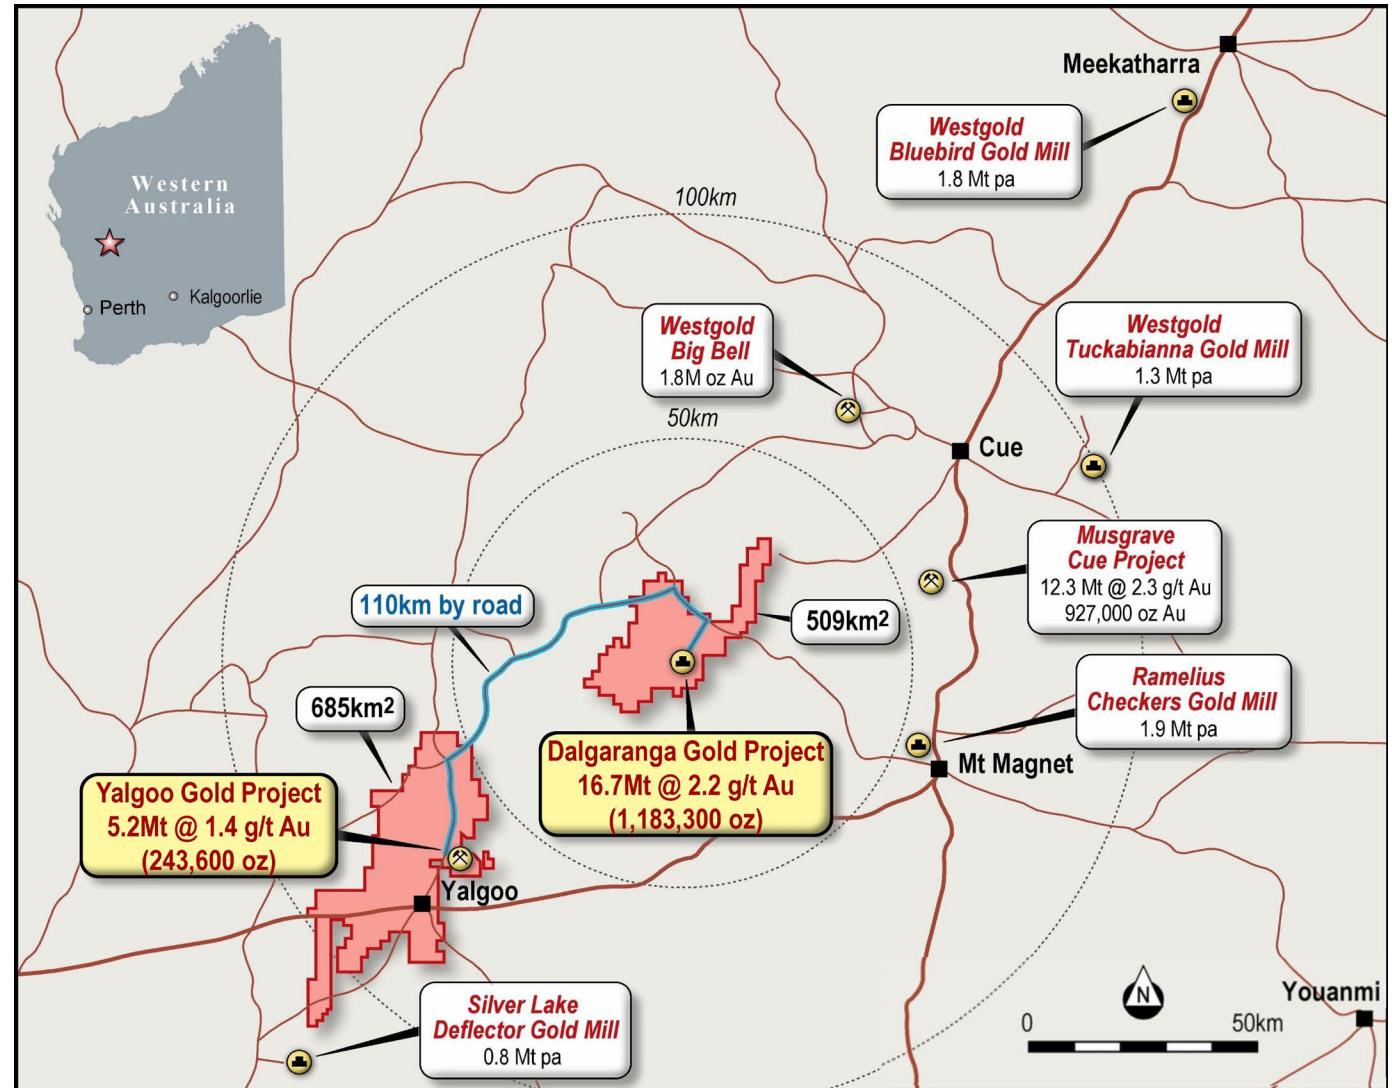 Meekatharra
Westgold
Bluebird Gold Mill
1.8 Mt pa
Western
Australia
100km
Perth
Kalgoorlie
Westgold
Big Bell
1.8M oz Au
Westgold
Tuckabianna Gold Mill
1.3 Mt pa
50km
Cue
Musgrave
Cue Project
12.3 Mt @ 2.3 g/t Au
927,000 oz Au
110km by road
509km2
685km2
Ramelius
Checkers Gold Mill
1.9 Mt pa
Dalgaranga Gold Project
16.7Mt @ 2.2 g/t Au
(1,183,300 oz)
Mt Magnet
Yalgoo Gold Project
5.2Mt @ 1.4 g/t Au
(243,600 oz)
Yalgoo
Silver Lake
Deflector Gold Mill
0.8 Mt pa
N
Youanmi
0
50km